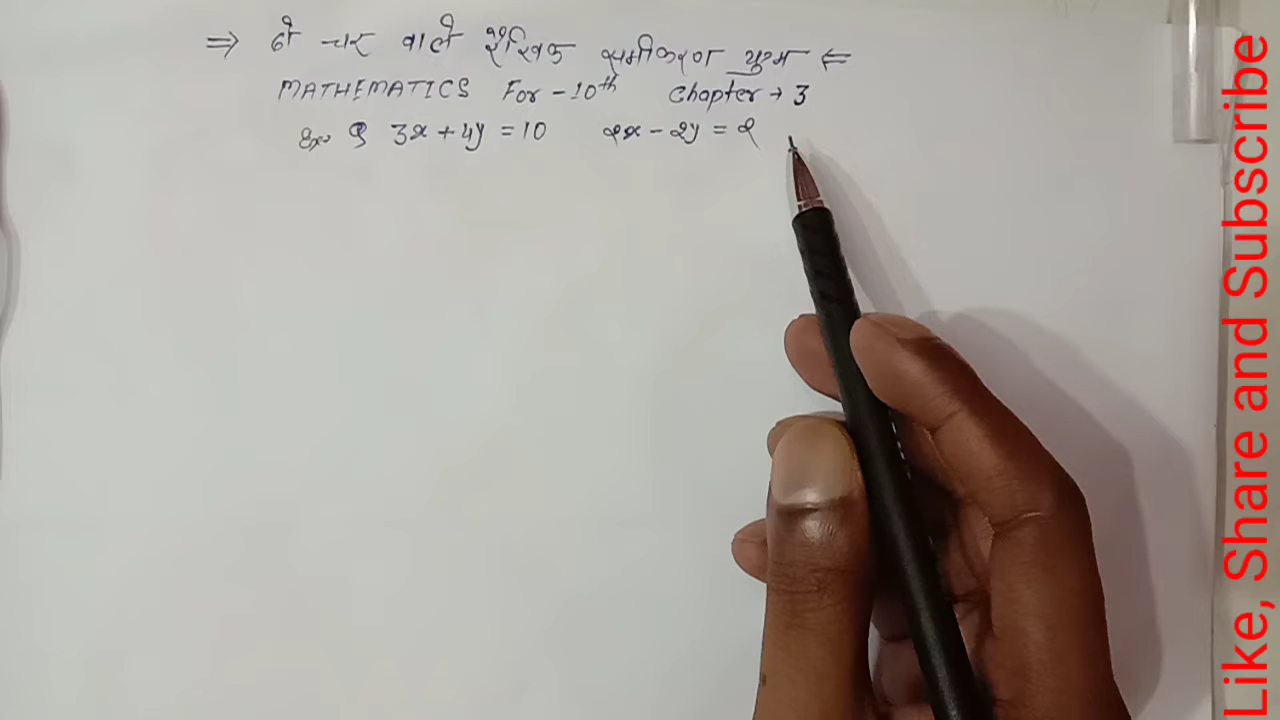 ⇒ दो चर वाले रैखिक समीकरण युग्म ⇐
MATHEMATICS For - 10th Chapter → 3
Ex. 3x + 4y = 10 2x - 2y = 2
Like, Share and Subscribe